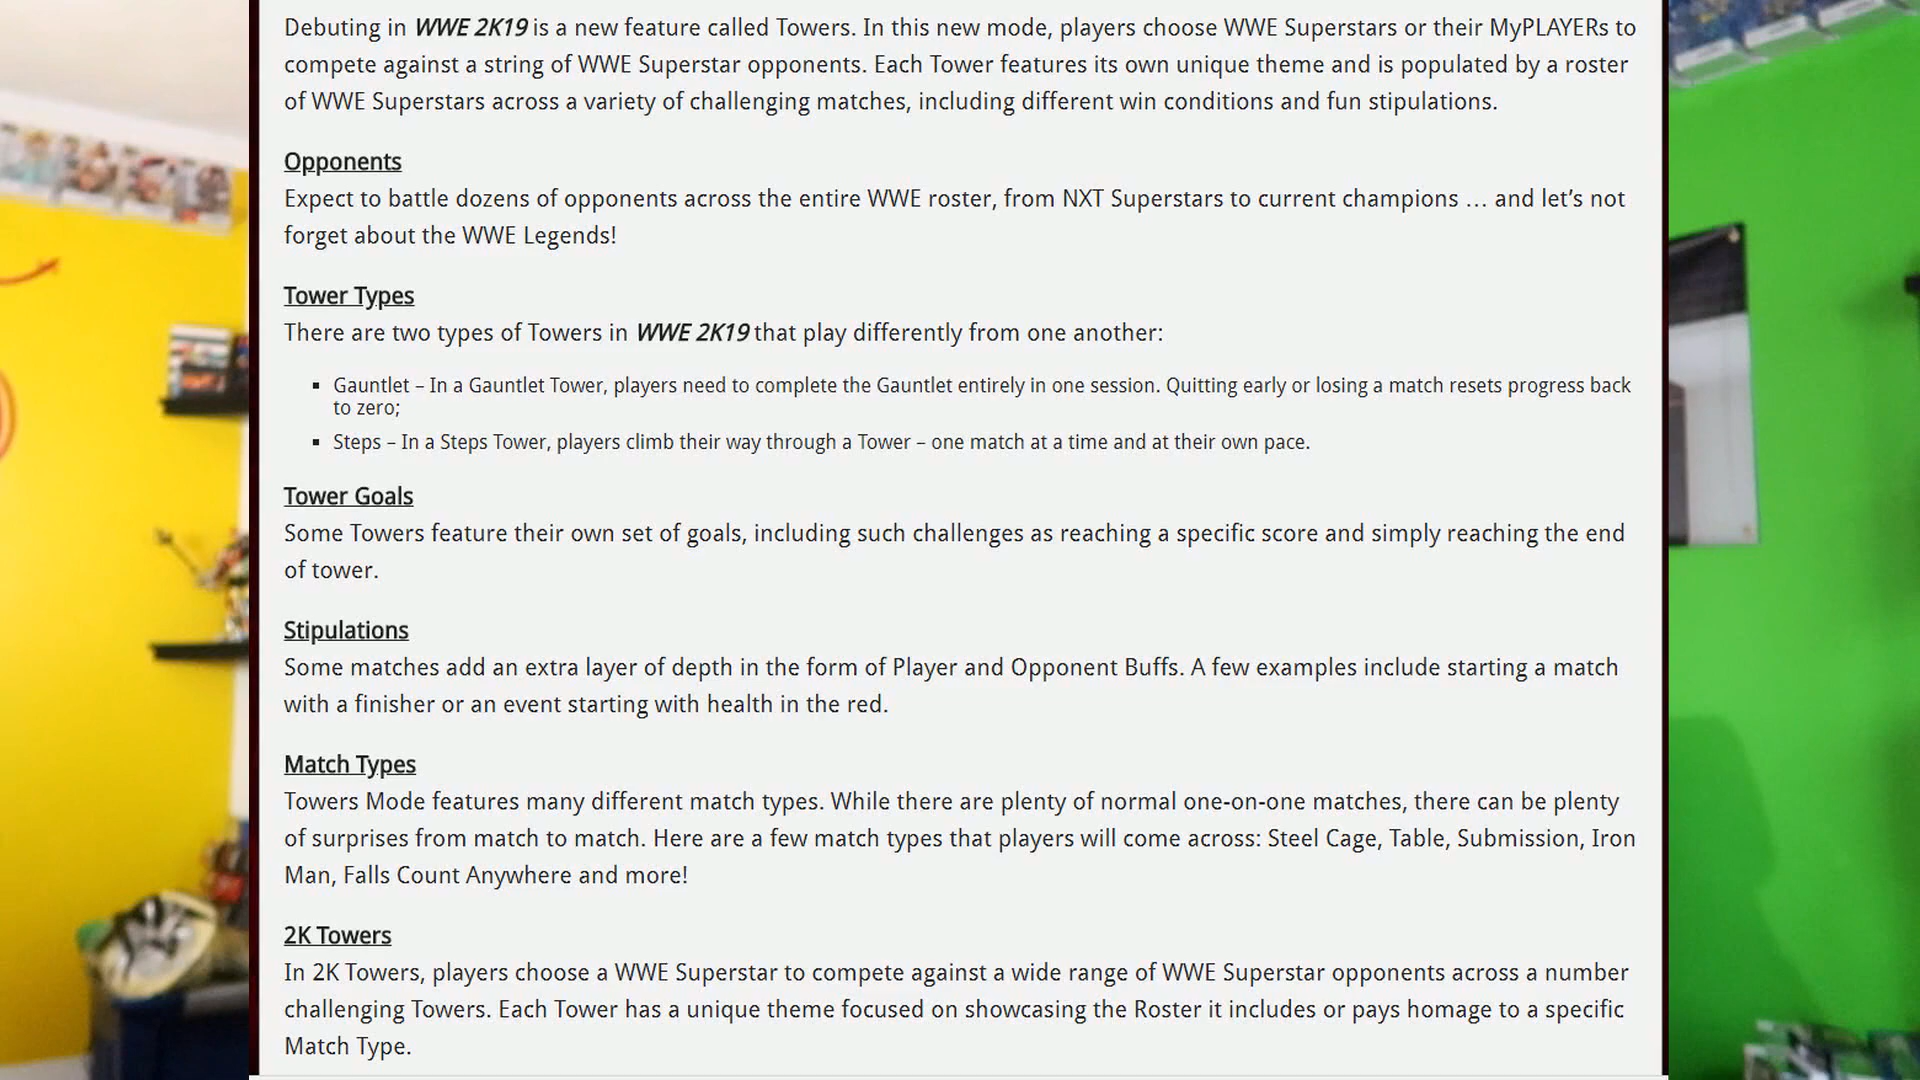 Debuting in WWE 2K19 is a new feature called Towers. In this new mode, players choose WWE Superstars or their MyPLAYERs to
compete against a string of WWE Superstar opponents. Each Tower features its own unique theme and is populated by a roster
of WWE Superstars across a variety of challenging matches, including different win conditions and fun stipulations.
Opponents
Expect to battle dozens of opponents across the entire WWE roster, from NXT Superstars to current champions … and let’s not
forget about the WWE Legends!
Tower Types
There are two types of Towers in WWE 2K19 that play differently from one another:
▪ Gauntlet – In a Gauntlet Tower, players need to complete the Gauntlet entirely in one session. Quitting early or losing a match resets progress back
to zero;
▪ Steps – In a Steps Tower, players climb their way through a Tower – one match at a time and at their own pace.
Tower Goals
Some Towers feature their own set of goals, including such challenges as reaching a specific score and simply reaching the end
of tower.
Stipulations
Some matches add an extra layer of depth in the form of Player and Opponent Buffs. A few examples include starting a match
with a finisher or an event starting with health in the red.
Match Types
Towers Mode features many different match types. While there are plenty of normal one-on-one matches, there can be plenty
of surprises from match to match. Here are a few match types that players will come across: Steel Cage, Table, Submission, Iron
Man, Falls Count Anywhere and more!
2K Towers
In 2K Towers, players choose a WWE Superstar to compete against a wide range of WWE Superstar opponents across a number
challenging Towers. Each Tower has a unique theme focused on showcasing the Roster it includes or pays homage to a specific
Match Type.